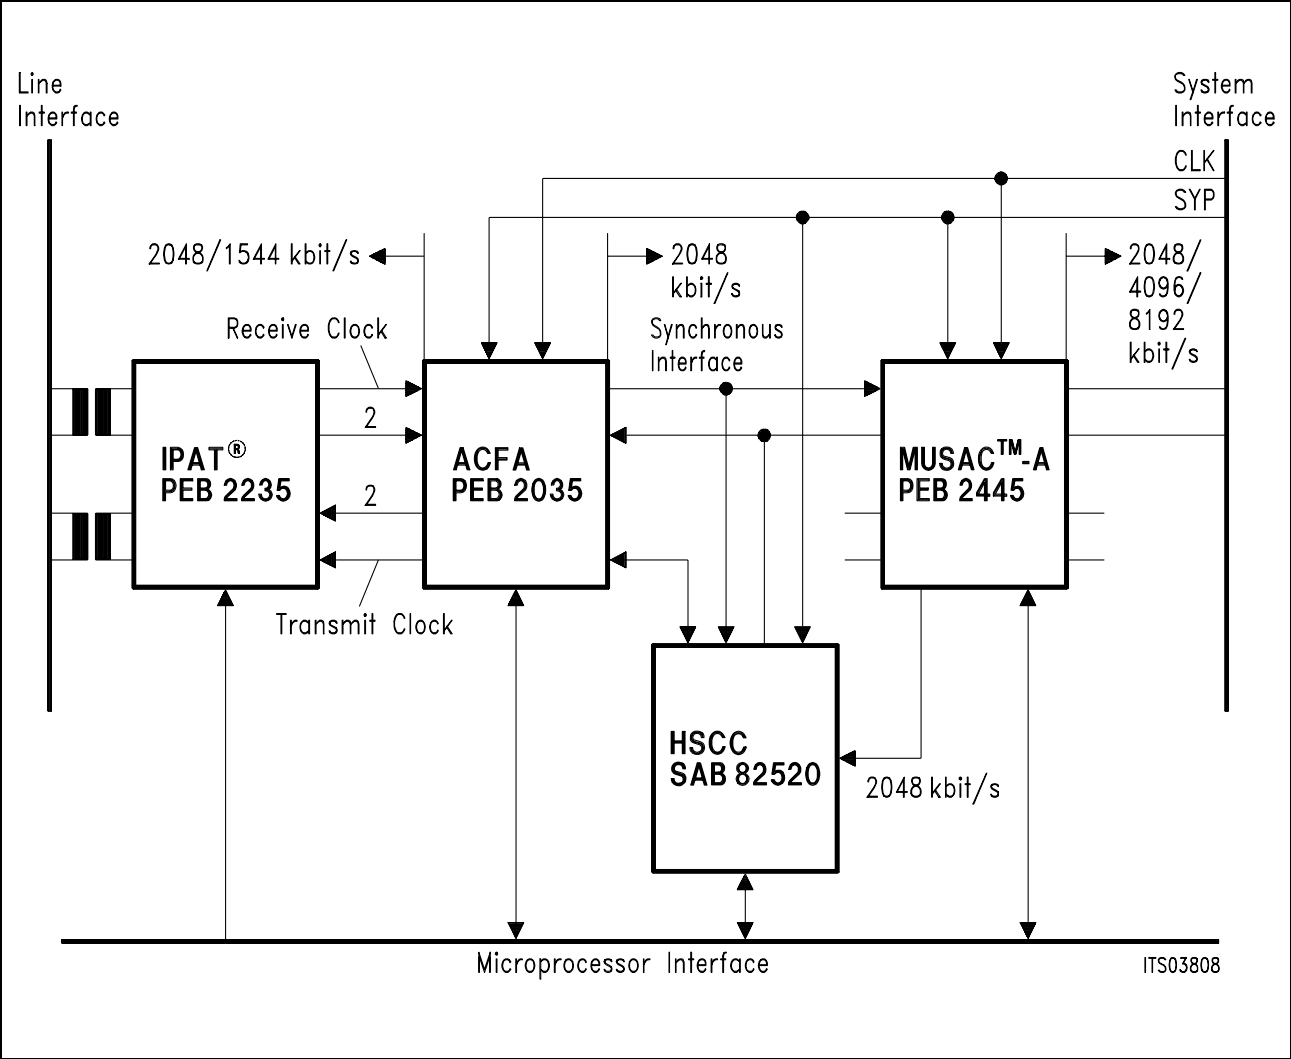 Line
Interface
System
Interface
CLK
SYP
2048/1544 kbit/s
2048
kbit/s
2048/
4096/
8192
kbit/s
Receive Clock
Synchronous
Interface
2
IPAT®
PEB 2235
ACFA
PEB 2035
MUSAC™-A
PEB 2445
2
Transmit Clock
HSCC
SAB 82520
2048 kbit/s
Microprocessor Interface
ITS03808